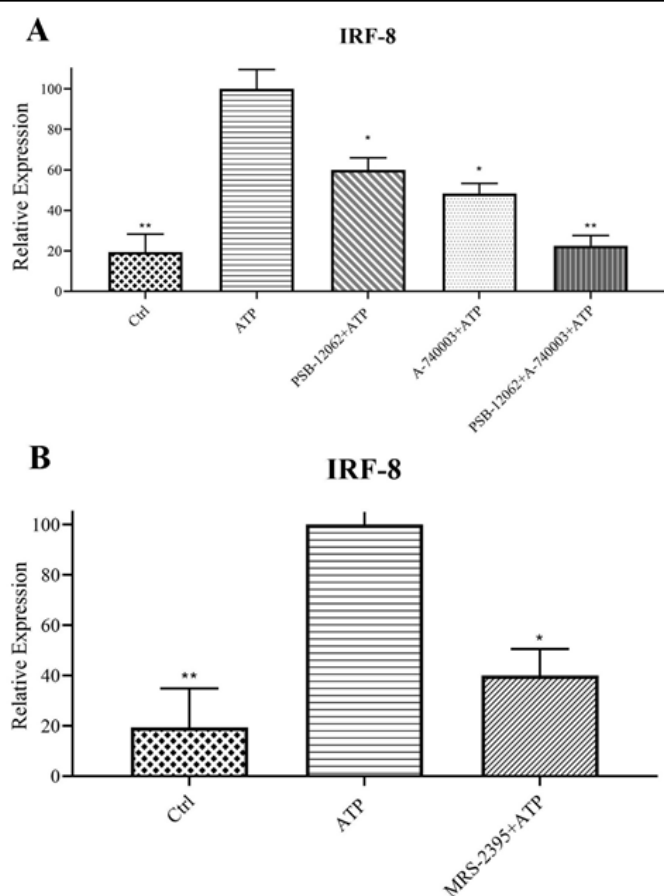 A
IRF-8
Relative Expression
100
80
60
40
20
0
**
*
*
**
Ctrl
ATP
PSB-12062+ATP
A-740003+ATP
PSB-12062+A-740003+ATP
B
IRF-8
Relative Expression
100
80
60
40
20
0
**
*
Ctrl
ATP
MRS-2395+ATP